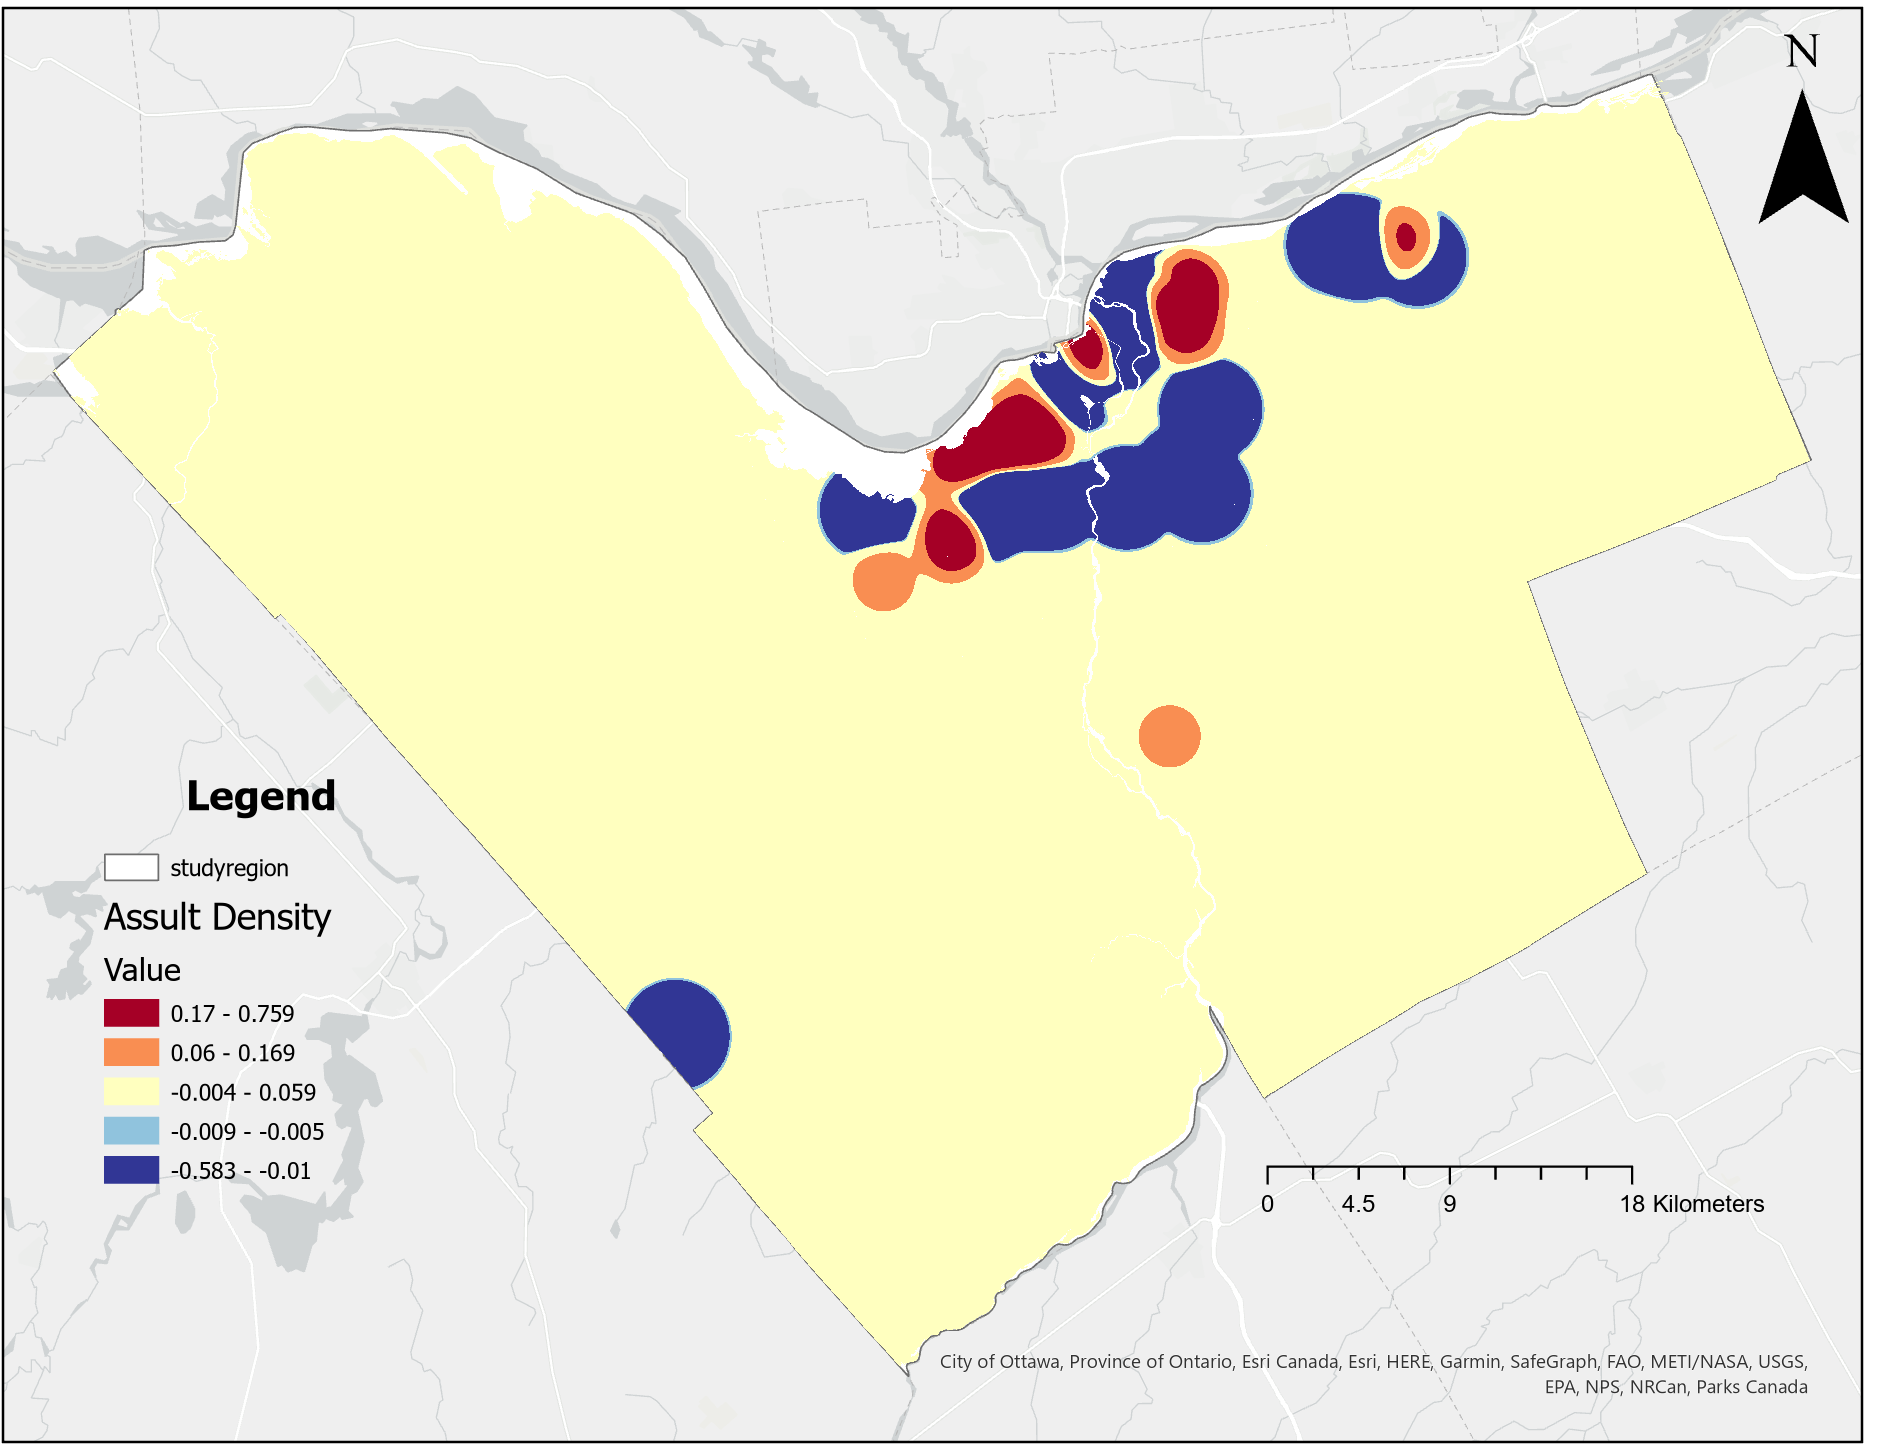 N
Legend
studyregion
Assult Density
Value
0.17 - 0.759
0.06 - 0.169
-0.004 - 0.059
-0.009 - -0.005
-0.583 - -0.01
0 4.5 9 18 Kilometers
City of Ottawa, Province of Ontario, Esri Canada, Esri, HERE, Garmin, SafeGraph, FAO, METI/NASA, USGS,
EPA, NPS, NRCan, Parks Canada